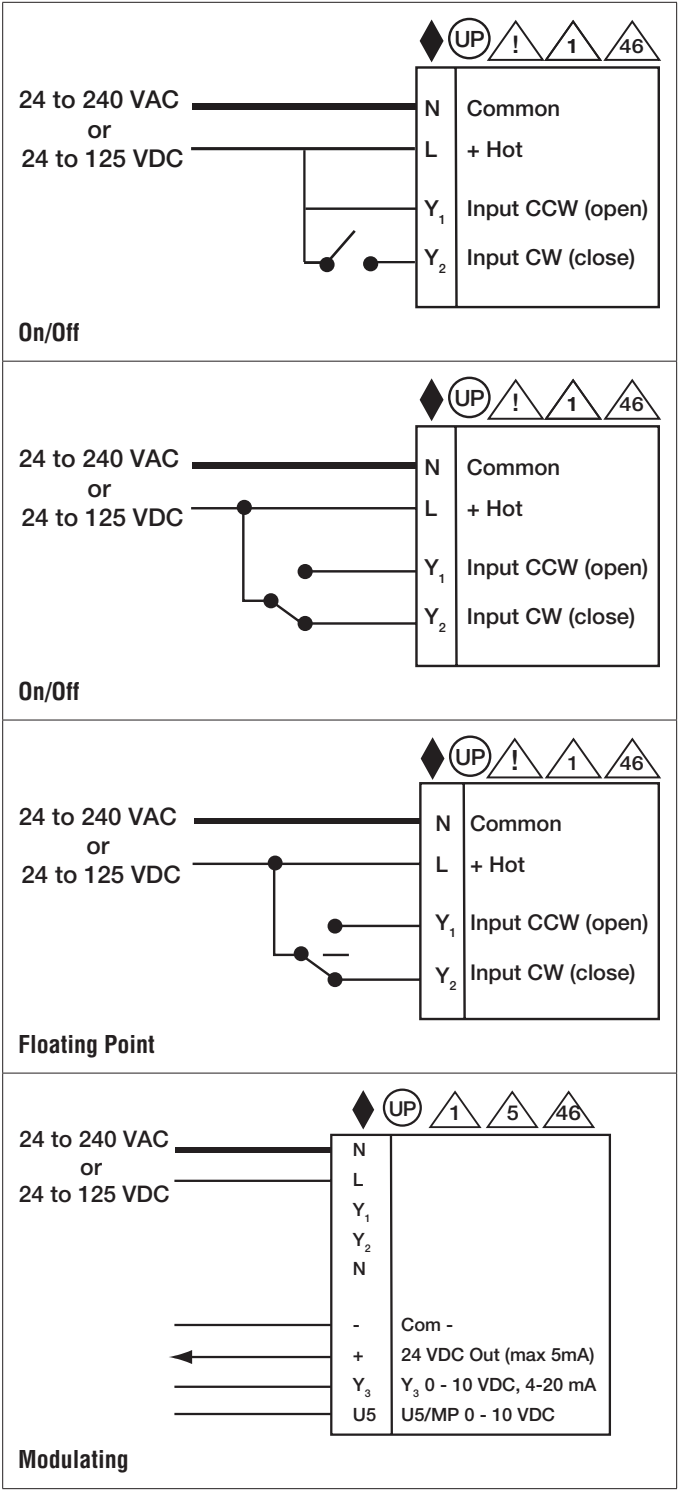 UP ! 1 46
24 to 240 VAC
or
24 to 125 VDC
N Common
L + Hot
Y1 Input CCW (open)
Y2 Input CW (close)
On/Off
UP ! 1 46
24 to 240 VAC
or
24 to 125 VDC
N Common
L + Hot
Y1 Input CCW (open)
Y2 Input CW (close)
On/Off
UP ! 1 46
24 to 240 VAC
or
24 to 125 VDC
N Common
L + Hot
Y1 Input CCW (open)
Y2 Input CW (close)
Floating Point
UP 1 5 46
24 to 240 VAC
or
24 to 125 VDC
N
L
Y1
Y2
N
- Com -
+ 24 VDC Out (max 5mA)
Y3 Y3 0 - 10 VDC, 4-20 mA
U5 U5/MP 0 - 10 VDC
Modulating